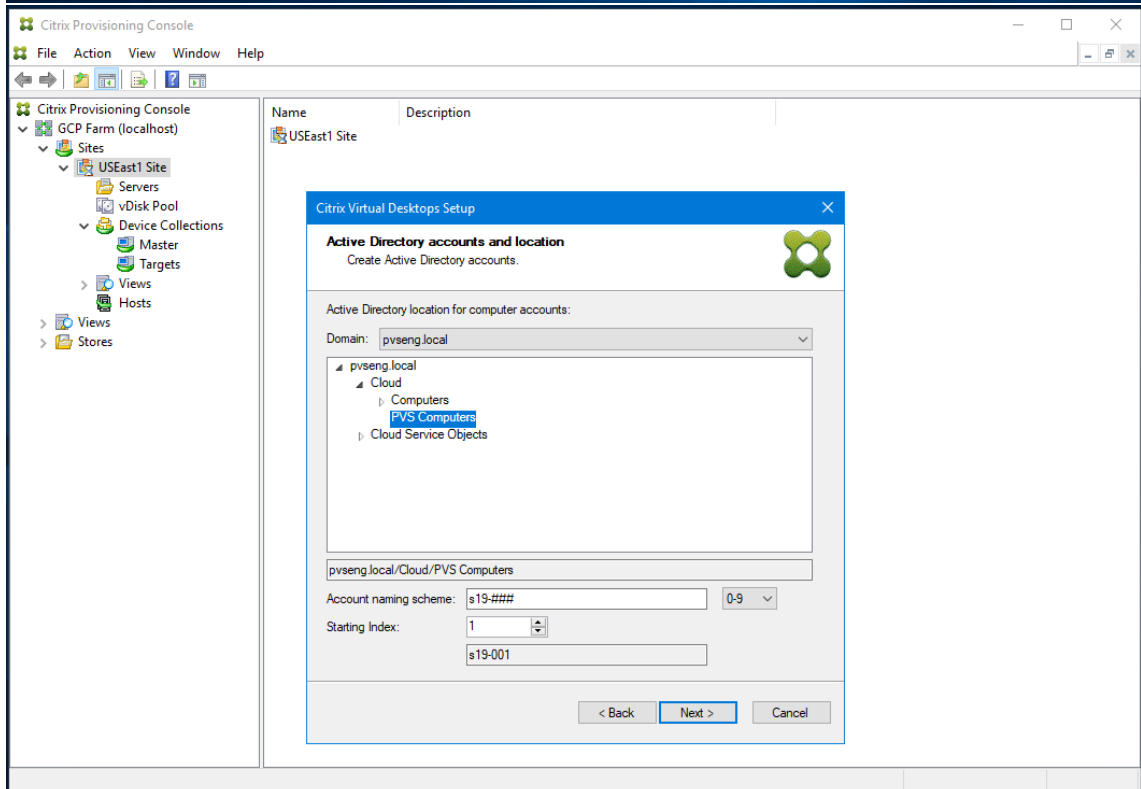 Citrix Provisioning Console
File Action View Window Help
Citrix Provisioning Console
GCP Farm (localhost)
Sites
USEast1 Site
Servers
vDisk Pool
Device Collections
Master
Targets
Views
Hosts
Views
Stores
Name Description
USEast1 Site
Citrix Virtual Desktops Setup
Active Directory accounts and location
Create Active Directory accounts.
Active Directory location for computer accounts:
Domain: pvseng.local
pvseng.local
Cloud
Computers
PVS Computers
Cloud Service Objects
pvseng.local/Cloud/PVS Computers
Account naming scheme: s19-### 0-9
Starting Index: 1
s19-001
< Back Next > Cancel